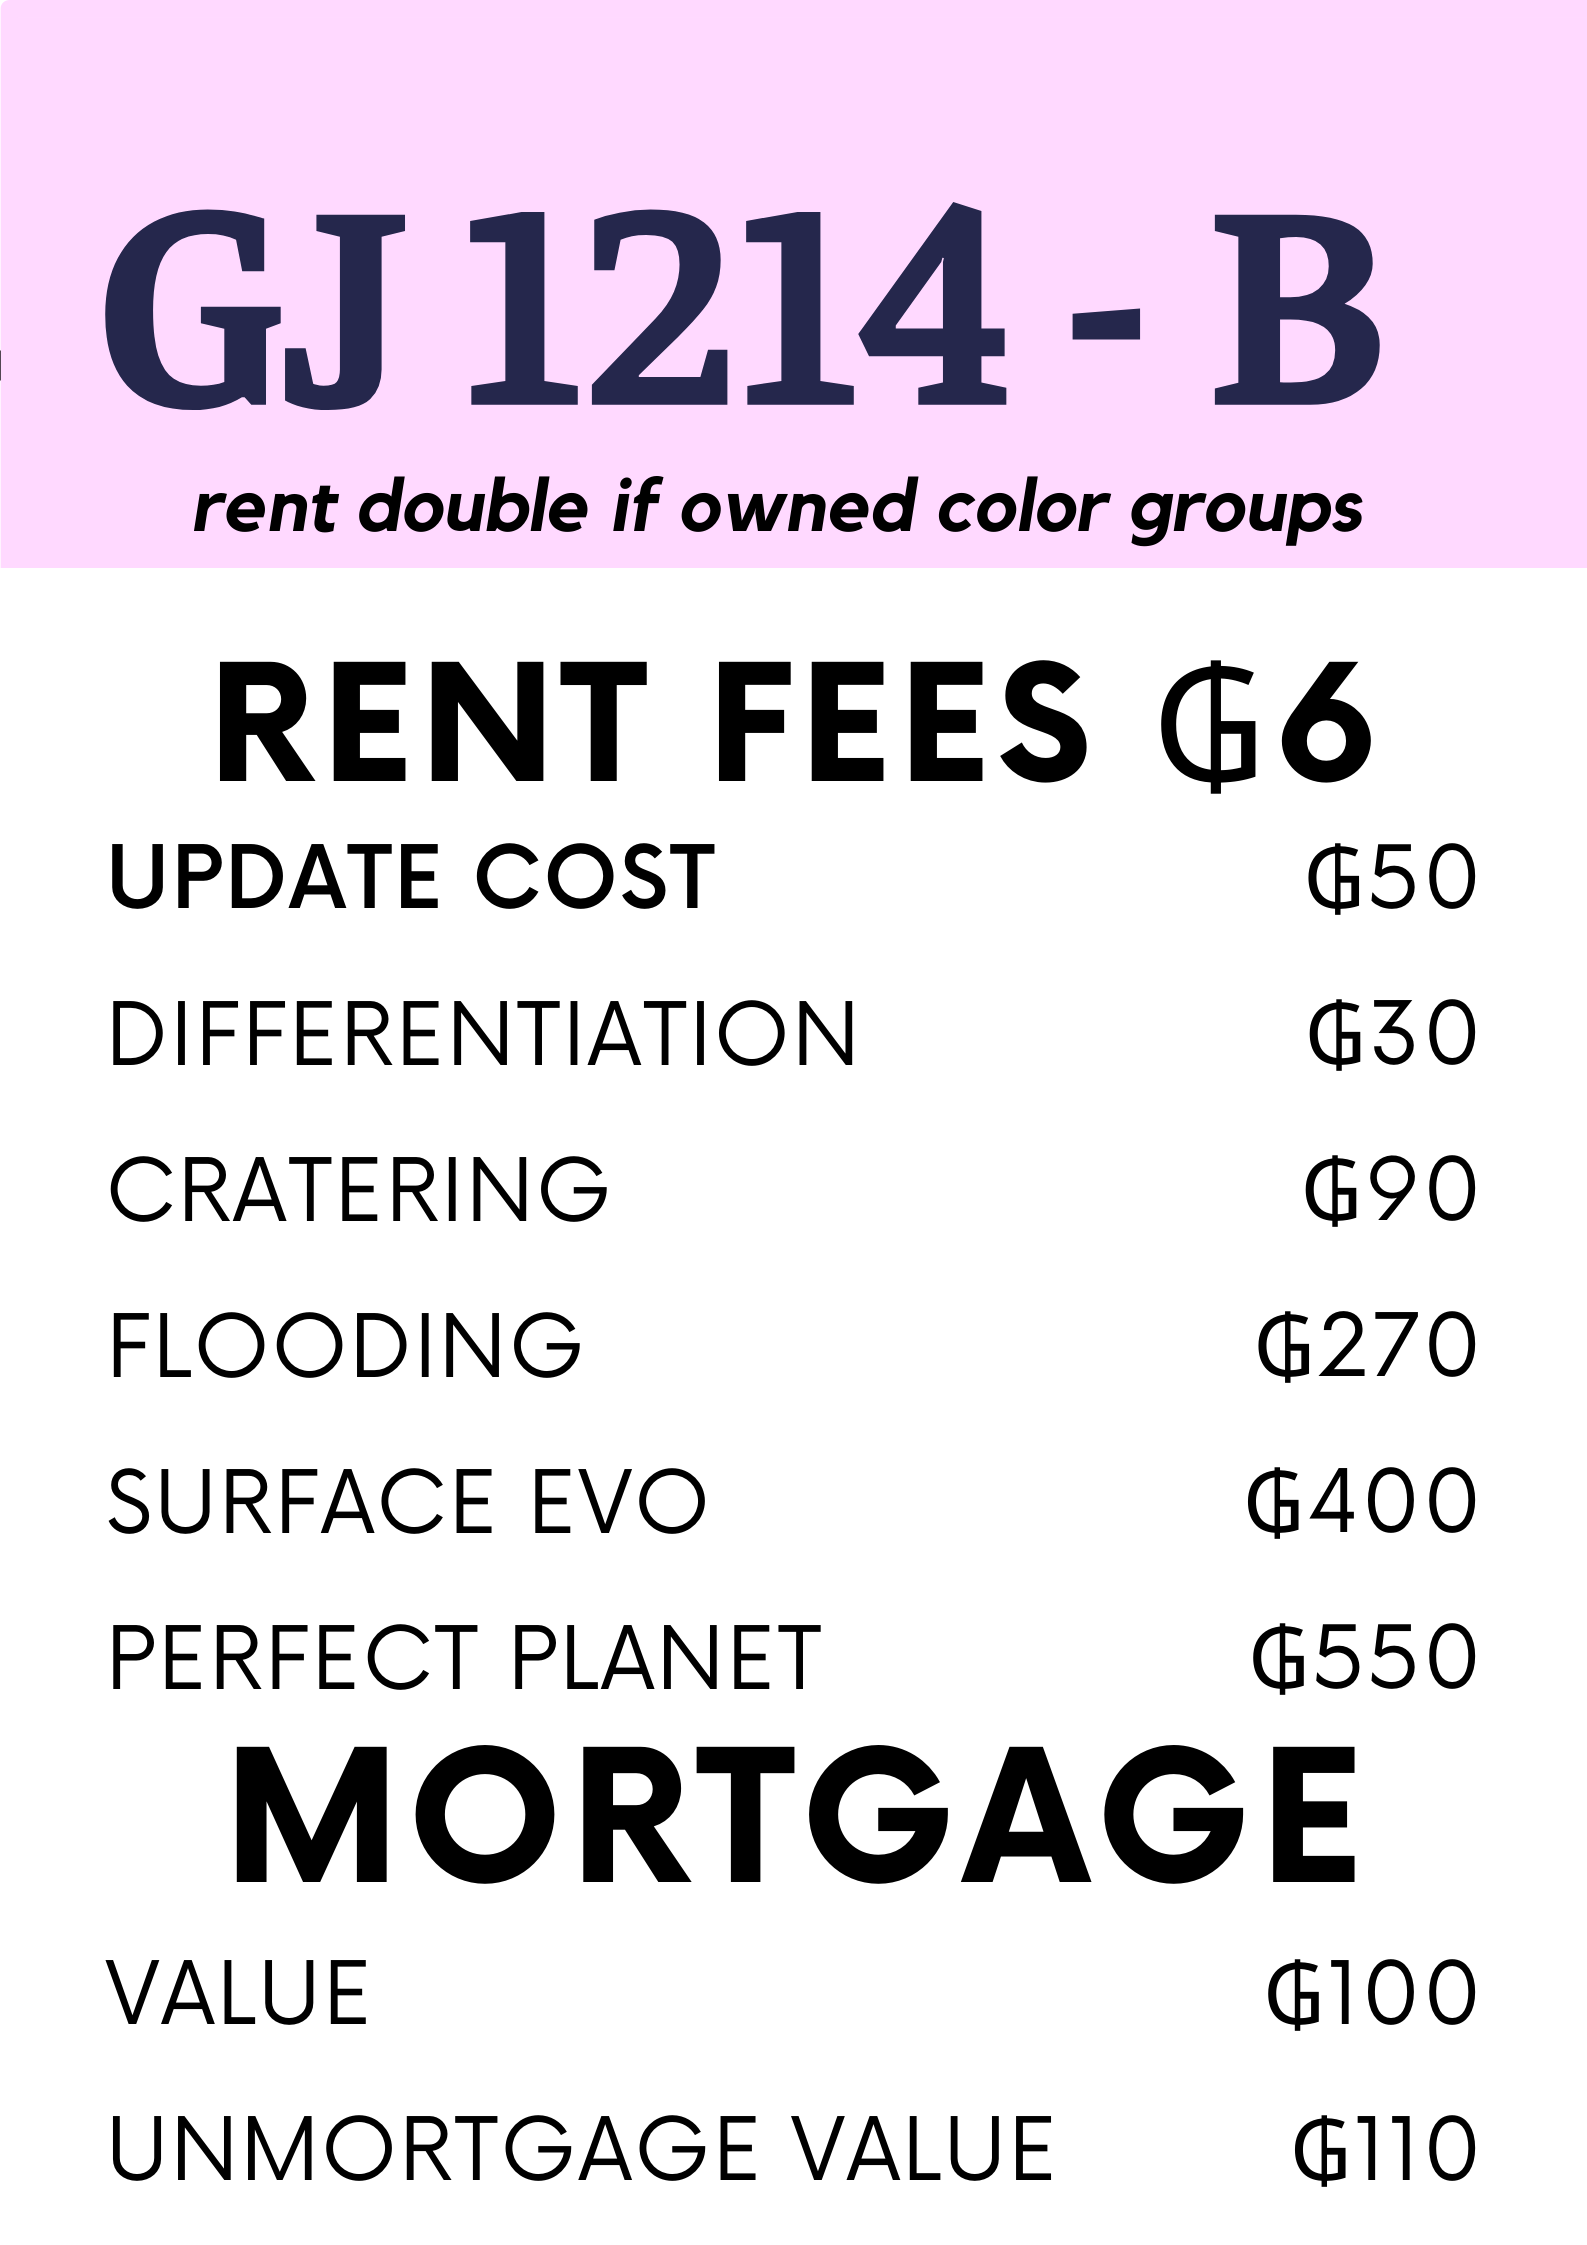 GJ 1214 - B
rent double if owned color groups
RENT FEES ₲6
UPDATE COST ₲50
DIFFERENTIATION ₲30
CRATERING ₲90
FLOODING ₲270
SURFACE EVO ₲400
PERFECT PLANET ₲550
MORTGAGE
VALUE ₲100
UNMORTGAGE VALUE ₲110